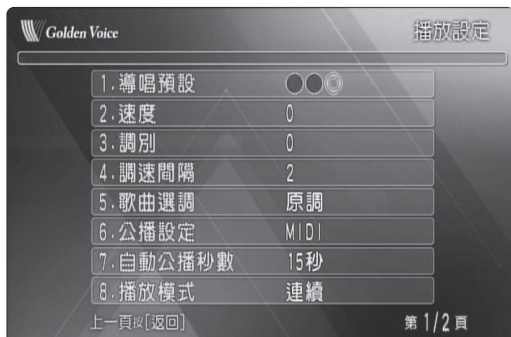 Golden Voice
播放設定
1.導唱預設
2.速度 0
3.調別 0
4.調速間隔 2
5.歌曲選調 原調
6.公播設定 MIDI
7.自動公播秒數 15秒
8.播放模式 連續
上一頁按[返回] 第1/2頁